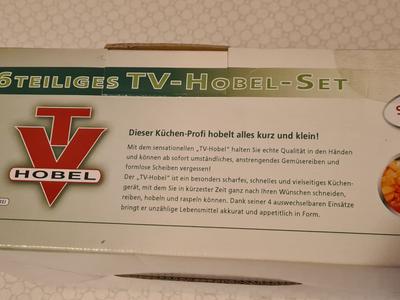 6TEILIGES TV-HOBEL-SET
TV
HOBEL
Dieser Küchen-Profi hobelt alles kurz und klein!
Mit dem sensationellen „TV-Hobel" halten Sie echte Qualität in den Händen
und können ab sofort umständliches, anstrengendes Gemüsereiben und
formlose Scheiben vergessen!
Der „TV-Hobel" ist ein besonders scharfes, schnelles und vielseitiges Küchen-
gerät, mit dem Sie in kürzester Zeit ganz nach Ihren Wünschen schneiden,
reiben, hobeln und raspeln können. Dank seiner 4 auswechselbaren Einsätze
bringt er unzählige Lebensmittel akkurat und appetitlich in Form.